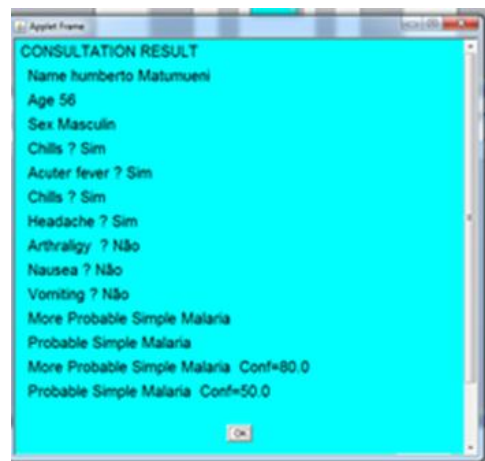 Applet Frame
CONSULTATION RESULT
Name humberto Matumueni
Age 56
Sex Masculin
Chills ? Sim
Acuter fever ? Sim
Chills ? Sim
Headache ? Sim
Arthraligy ? Não
Nausea ? Não
Vomiting ? Não
More Probable Simple Malaria
Probable Simple Malaria
More Probable Simple Malaria Conf=80.0
Probable Simple Malaria Conf=50.0
OK